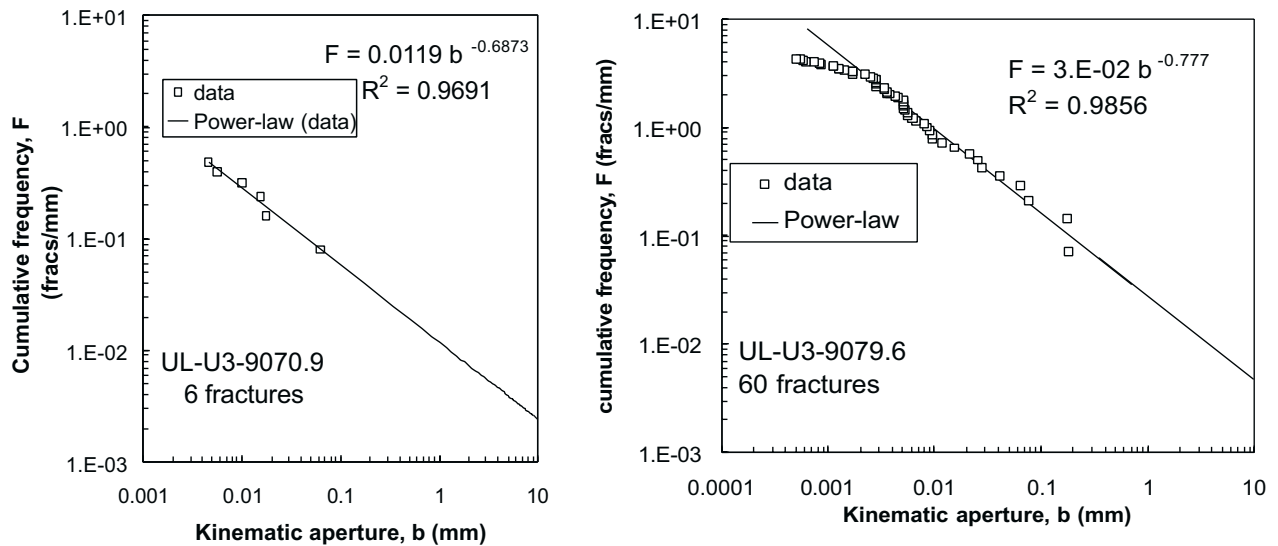 1.E+01
1.E+00
1.E-01
1.E-02
1.E-03
Cumulative frequency, F
(fracs/mm)
F = 0.0119 b -0.6873
R2 = 0.9691
data
Power-law (data)
UL-U3-9070.9
6 fractures
0.001 0.01 0.1 1 10
Kinematic aperture, b (mm)
1.E+01
1.E+00
1.E-01
1.E-02
1.E-03
cumulative frequency, F (fracs/mm)
F = 3.E-02 b -0.777
R2 = 0.9856
data
Power-law
UL-U3-9079.6
60 fractures
0.0001 0.001 0.01 0.1 1 10
Kinematic aperture, b (mm)